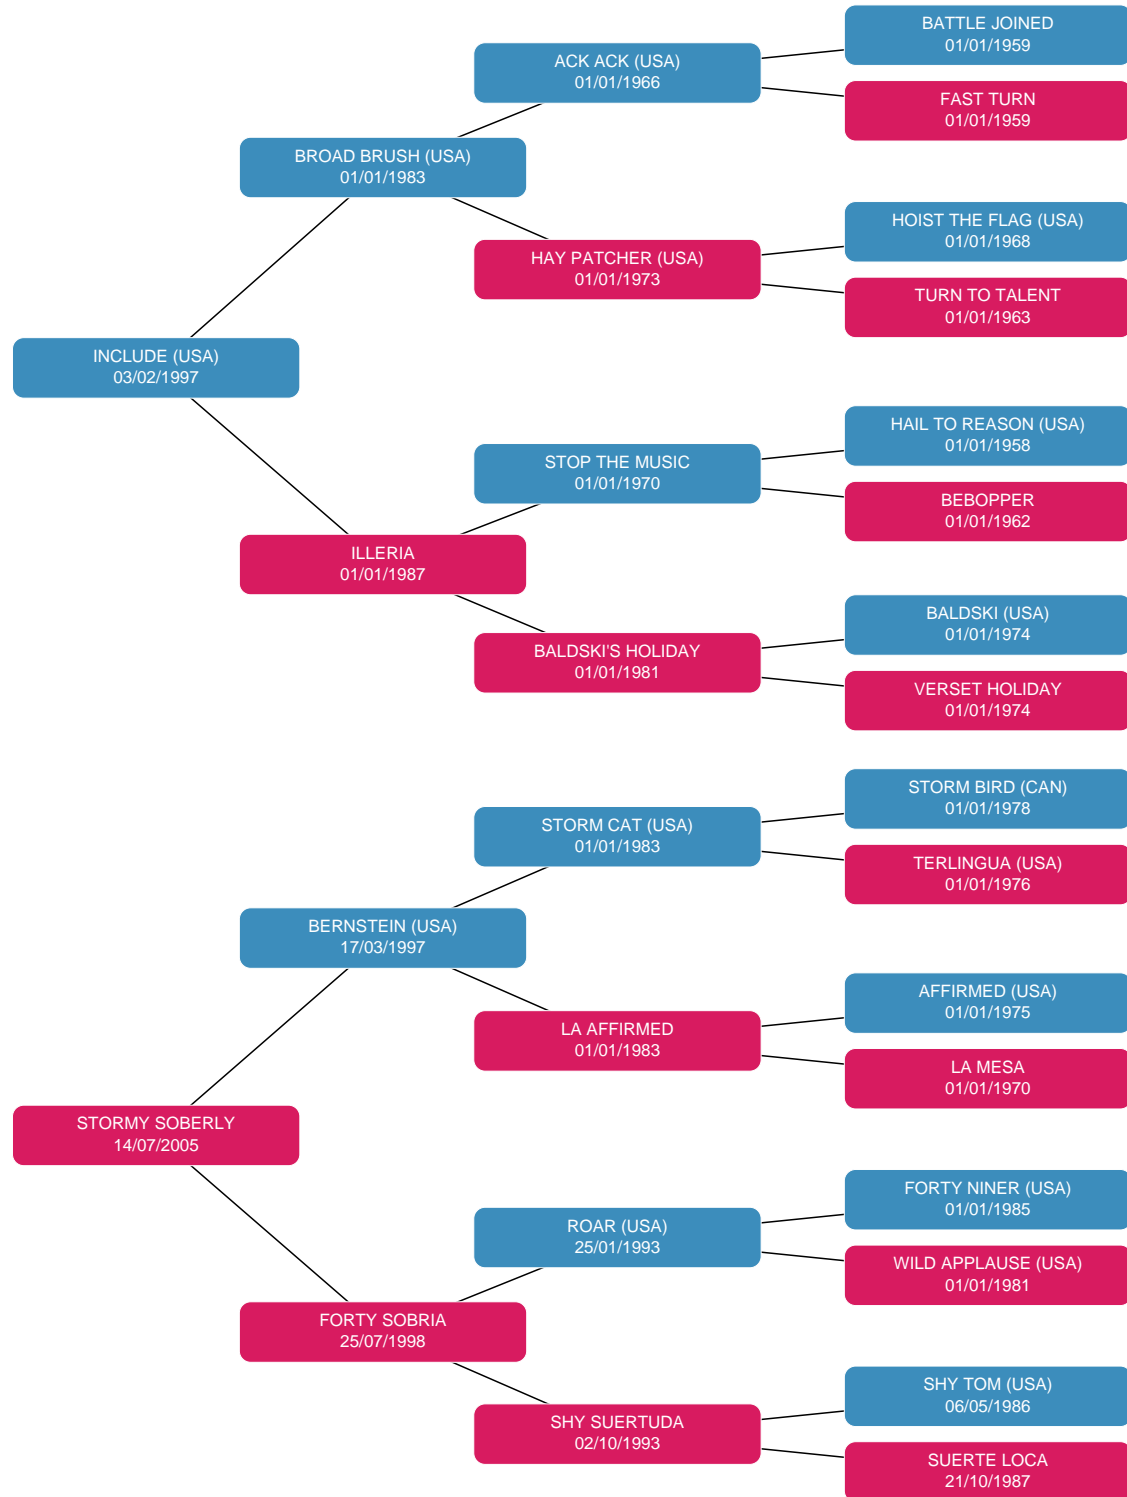 BATTLE JOINED
01/01/1959
ACK ACK (USA)
01/01/1966
FAST TURN
01/01/1959
BROAD BRUSH (USA)
01/01/1983
HOIST THE FLAG (USA)
01/01/1968
HAY PATCHER (USA)
01/01/1973
TURN TO TALENT
01/01/1963
INCLUDE (USA)
03/02/1997
HAIL TO REASON (USA)
01/01/1958
STOP THE MUSIC
01/01/1970
BEBOPPER
01/01/1962
ILLERIA
01/01/1987
BALDSKI (USA)
01/01/1974
BALDSKI'S HOLIDAY
01/01/1981
VERSET HOLIDAY
01/01/1974
STORM BIRD (CAN)
01/01/1978
STORM CAT (USA)
01/01/1983
TERLINGUA (USA)
01/01/1976
BERNSTEIN (USA)
17/03/1997
AFFIRMED (USA)
01/01/1975
LA AFFIRMED
01/01/1983
LA MESA
01/01/1970
STORMY SOBERLY
14/07/2005
FORTY NINER (USA)
01/01/1985
ROAR (USA)
25/01/1993
WILD APPLAUSE (USA)
01/01/1981
FORTY SOBRIA
25/07/1998
SHY TOM (USA)
06/05/1986
SHY SUERTUDA
02/10/1993
SUERTE LOCA
21/10/1987